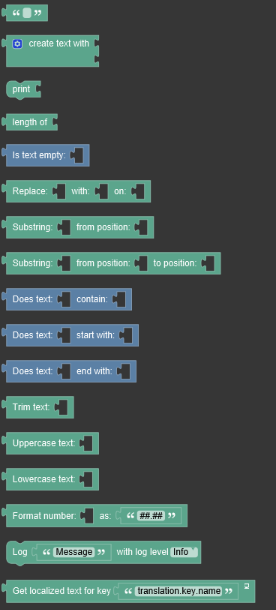 “ ”
create text with
print
length of
Is text empty:
Replace: with: on:
Substring: from position:
Substring: from position: to position:
Does text: contain:
Does text: start with:
Does text: end with:
Trim text:
Uppercase text:
Lowercase text:
Format number: as: “ ##.## ”
Log “ Message ” with log level Info
Get localized text for key “ translation.key.name ” ?